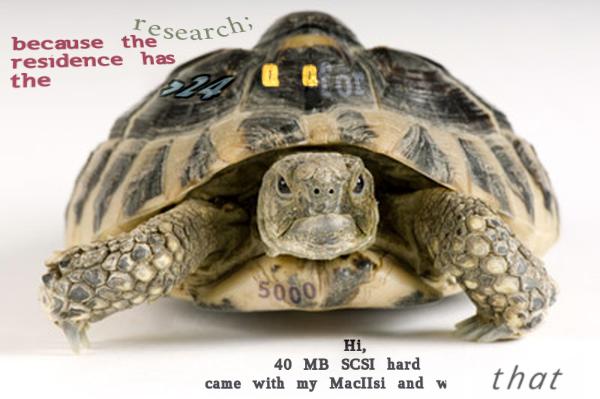 research;
because the
residence has
the
>24
Q Q
for
5000
Hi,
40 MB SCSI hard
came with my MacIIsi and w
that